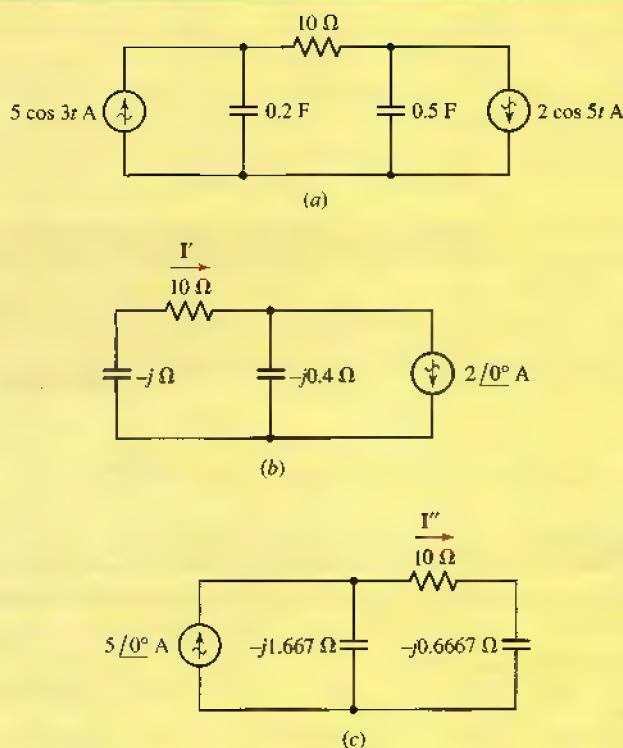 10 Ω
5 cos 3t A
0.2 F
0.5 F
2 cos 5t A
(a)
I′
10 Ω
–j Ω
–j0.4 Ω
2 /0° A
(b)
I″
10 Ω
5 /0° A
–j1.667 Ω
–j0.6667 Ω
(c)